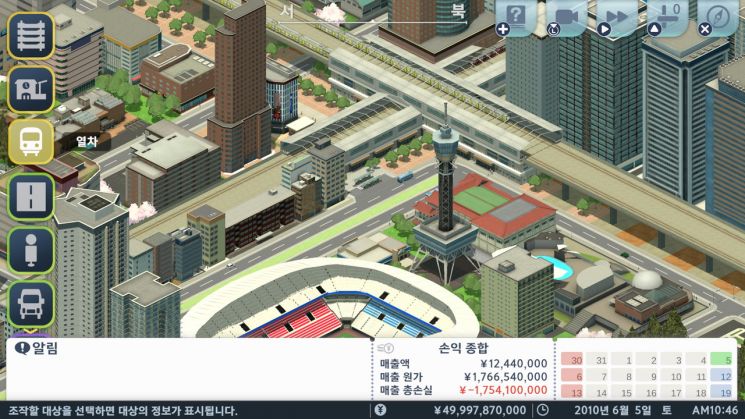 서 북
? 0
열차
알림
손익 종합
매출액 ¥12,440,000
매출 원가 ¥1,766,540,000
매출 총손실 ¥ -1,754,100,000
30 31 1 2 3 4 5
6 7 8 9 10 11 12
13 14 15 16 17 18 19
조작할 대상을 선택하면 대상의 정보가 표시됩니다. ¥49,997,870,000 2010년 6월 5일 토 AM10:46